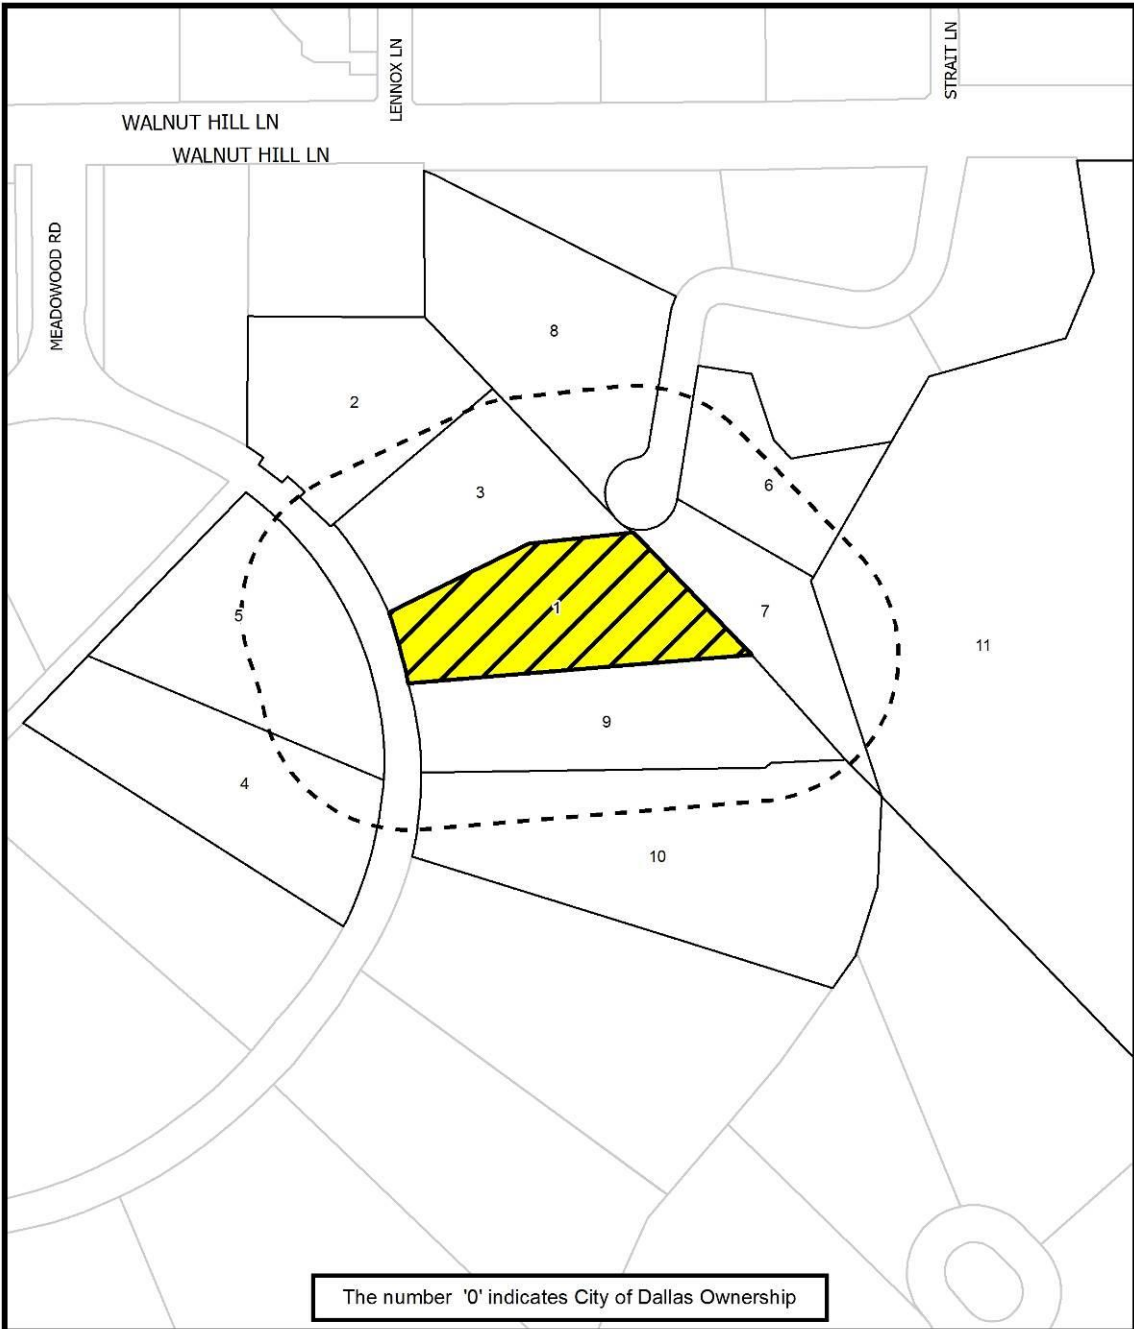 LENNOX LN
STRAIT LN
WALNUT HILL LN
WALNUT HILL LN
MEADOWOOD RD
8
2
6
3
1
7
5
11
9
4
10
The number '0' indicates City of Dallas Ownership